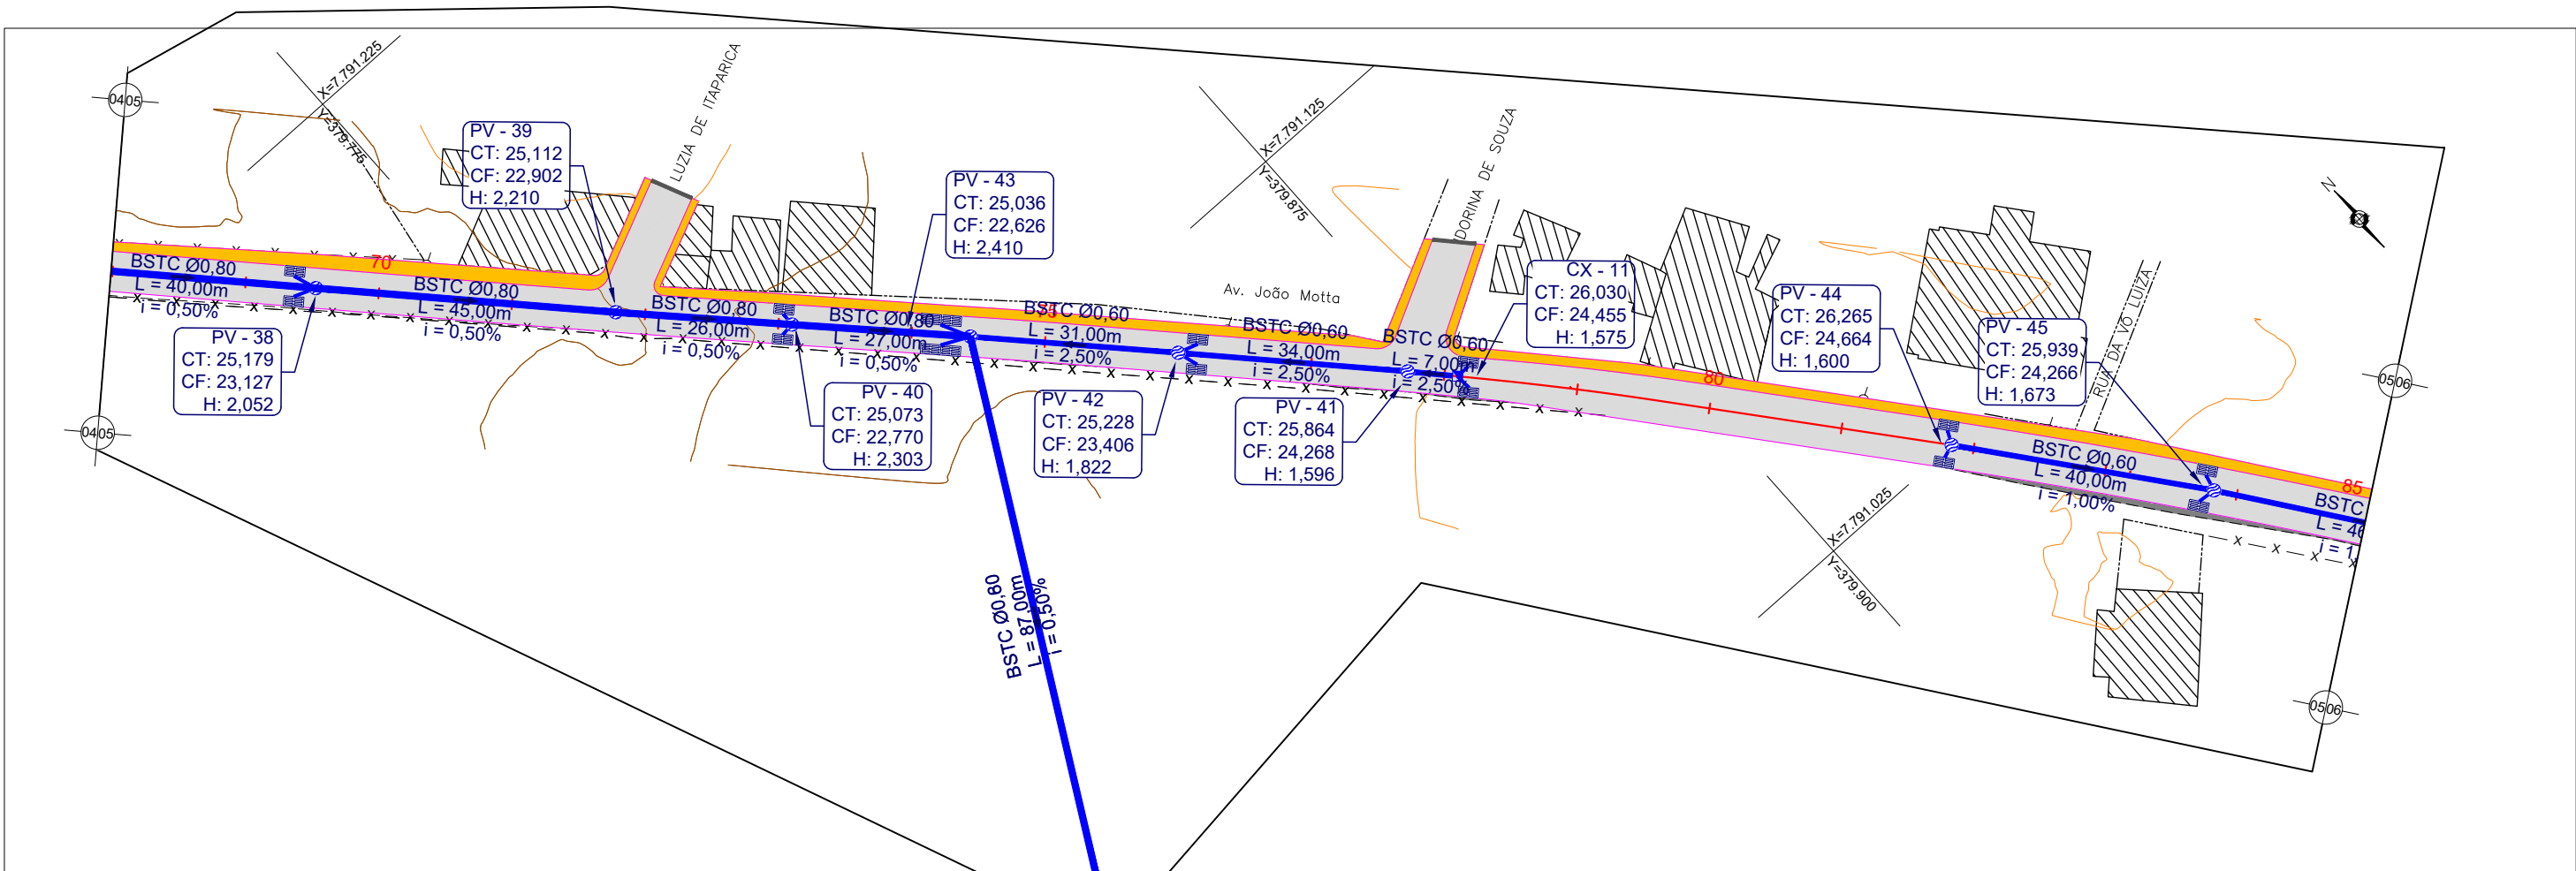 0405
X=7.791.225
Y=379.775
LUZIA DE ITAPARICA
PV - 39
CT: 25,112
CF: 22,902
H: 2,210
PV - 43
CT: 25,036
CF: 22,626
H: 2,410
X=7.791.125
Y=379.875
DORINA DE SOUZA
Av. João Motta
CX - 11
CT: 26,030
CF: 24,455
H: 1,575
PV - 44
CT: 26,265
CF: 24,664
H: 1,600
PV - 45
CT: 25,939
CF: 24,266
H: 1,673
RUA DA VO LUIZA
N
0506
70
75
80
85
BSTC Ø0,80
L = 40,00m
i = 0,50%
BSTC Ø0,80
L = 45,00m
i = 0,50%
BSTC Ø0,80
L = 26,00m
i = 0,50%
BSTC Ø0,80
L = 27,00m
i = 0,50%
BSTC Ø0,60
L = 31,00m
i = 2,50%
BSTC Ø0,60
L = 34,00m
i = 2,50%
BSTC Ø0,60
L = 7,00m
i = 2,50%
BSTC Ø0,60
L = 40,00m
i = 1,00%
BSTC
L = 46
i = 1,
PV - 38
CT: 25,179
CF: 23,127
H: 2,052
PV - 40
CT: 25,073
CF: 22,770
H: 2,303
PV - 42
CT: 25,228
CF: 23,406
H: 1,822
PV - 41
CT: 25,864
CF: 24,268
H: 1,596
0405
X=7.791.025
Y=379.900
L = 87,00m
i = 0,50%
0506